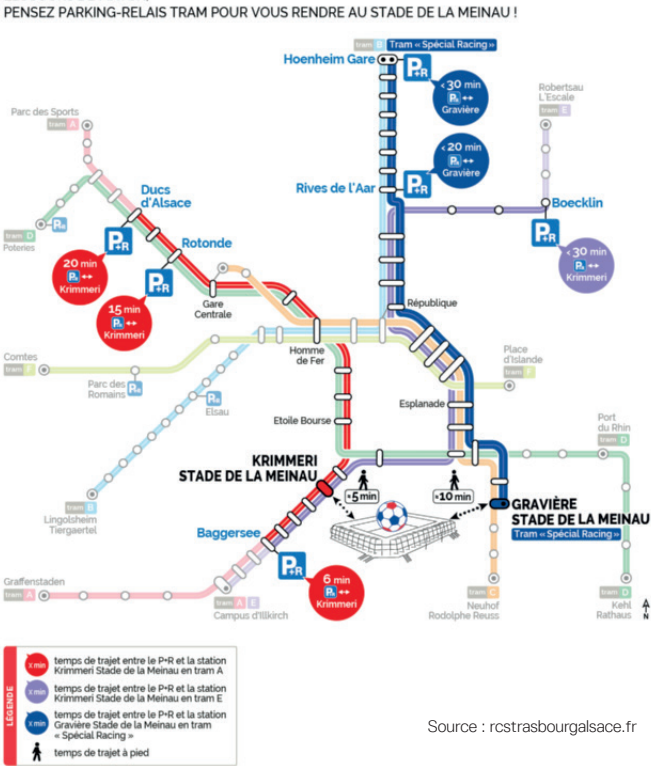 PENSEZ PARKING-RELAIS TRAM POUR VOUS RENDRE AU STADE DE LA MEINAU !
tram B Tram « Spécial Racing »
Hoenheim Gare
P+R
< 30 min
P+R ↔
Gravière
Robertsau
L'Escale
tram E
Parc des Sports
tram A
< 20 min
P+R ↔
Gravière
Rives de l'Aar
P+R
Ducs
d'Alsace
Boecklin
P+R
tram D
Poteries
P+R
P+R
Rotonde
20 min
P+R ↔
Krimmeri
P+R
< 30 min
P+R ↔
Krimmeri
15 min
P+R ↔
Krimmeri
Gare
Centrale
République
Homme
de Fer
Comtes
tram F
Place
d'Islande
tram F
Parc des
Romains
P+R
P+R
Elsau
Esplanade
Etoile Bourse
Port
du Rhin
tram D
KRIMMERI
STADE DE LA MEINAU
≈5 min
≈10 min
GRAVIÈRE
STADE DE LA MEINAU
Tram « Spécial Racing »
tram B
Lingolsheim
Tiergaertel
Baggersee
P+R
6 min
P+R ↔
Krimmeri
Graffenstaden
tram A
tram A E
Campus d'Illkirch
tram C
Neuhof
Rodolphe Reuss
tram D
Kehl
Rathaus
N
LÉGENDE
x min temps de trajet entre le P+R et la station
Krimmeri Stade de la Meinau en tram A
x min temps de trajet entre le P+R et la station
Krimmeri Stade de la Meinau en tram E
x min temps de trajet entre le P+R et la station
Gravière Stade de la Meinau en tram
« Spécial Racing »
temps de trajet à pied
Source : rcstrasbourgalsace.fr